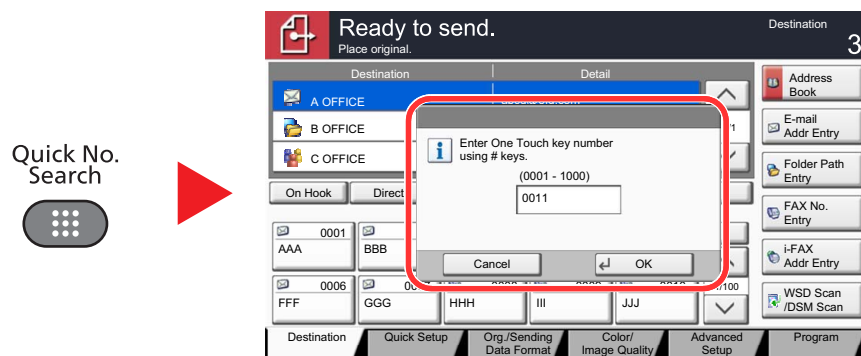 Quick No.
Search
Ready to send.
Place original.
Destination
3
Destination Detail
A OFFICE
B OFFICE
C OFFICE
Enter One Touch key number
using # keys.
(0001 - 1000)
0011
Cancel
OK
On Hook
Direct
0001
AAA
BBB
0006
FFF
GGG
HHH
III
JJJ
/100
Address
Book
E-mail
Addr Entry
Folder Path
Entry
FAX No.
Entry
i-FAX
Addr Entry
WSD Scan
/DSM Scan
Destination
Quick Setup
Org./Sending
Data Format
Color/
Image Quality
Advanced
Setup
Program